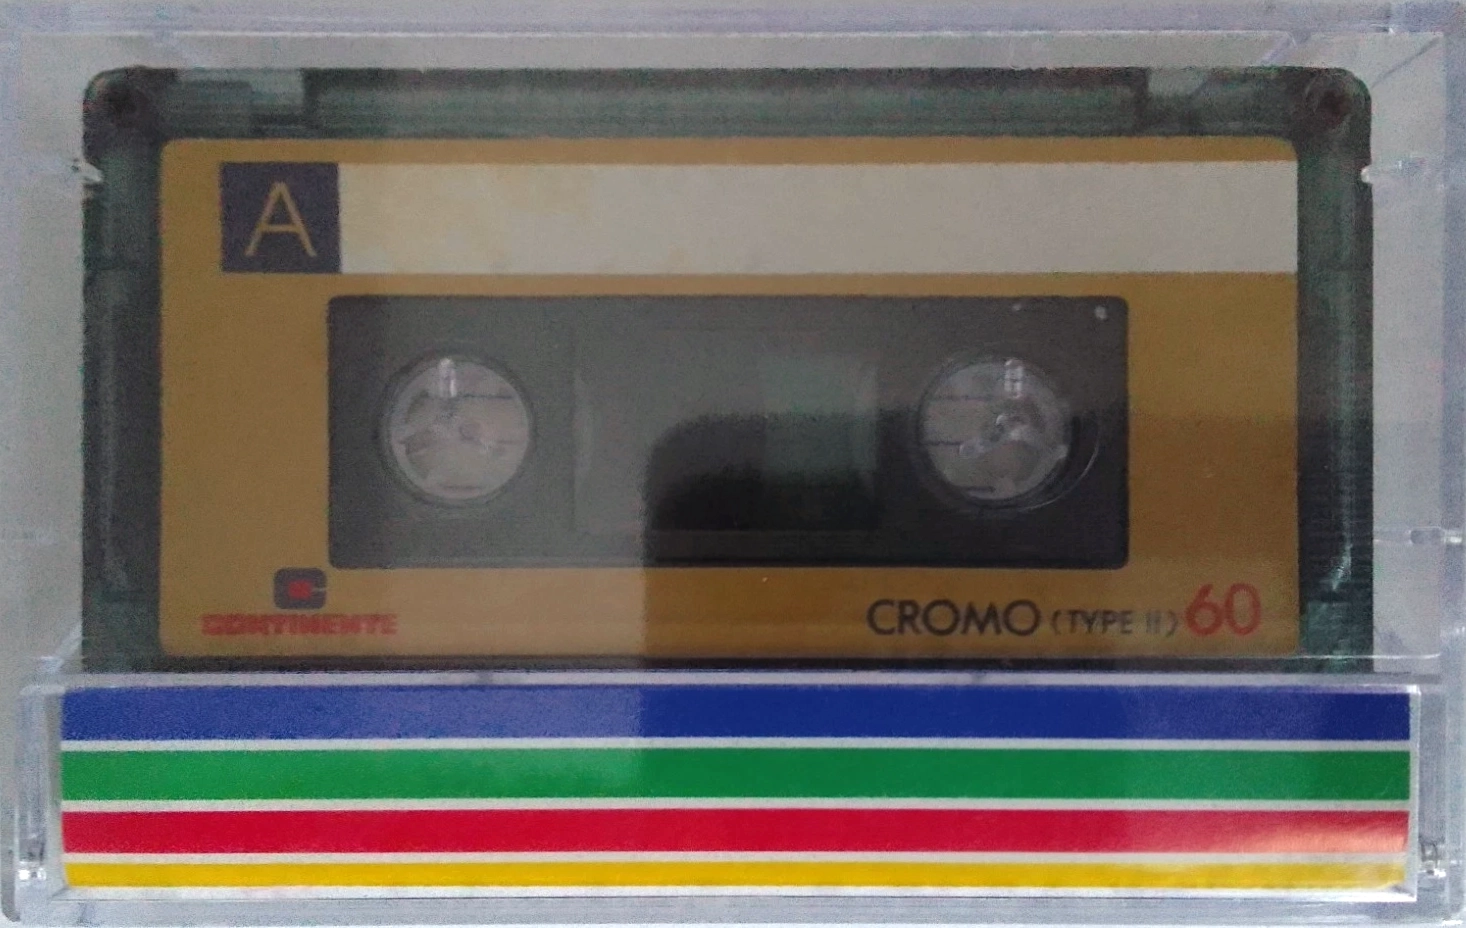 A
CONTINENTE
CROMO (TYPE II) 60